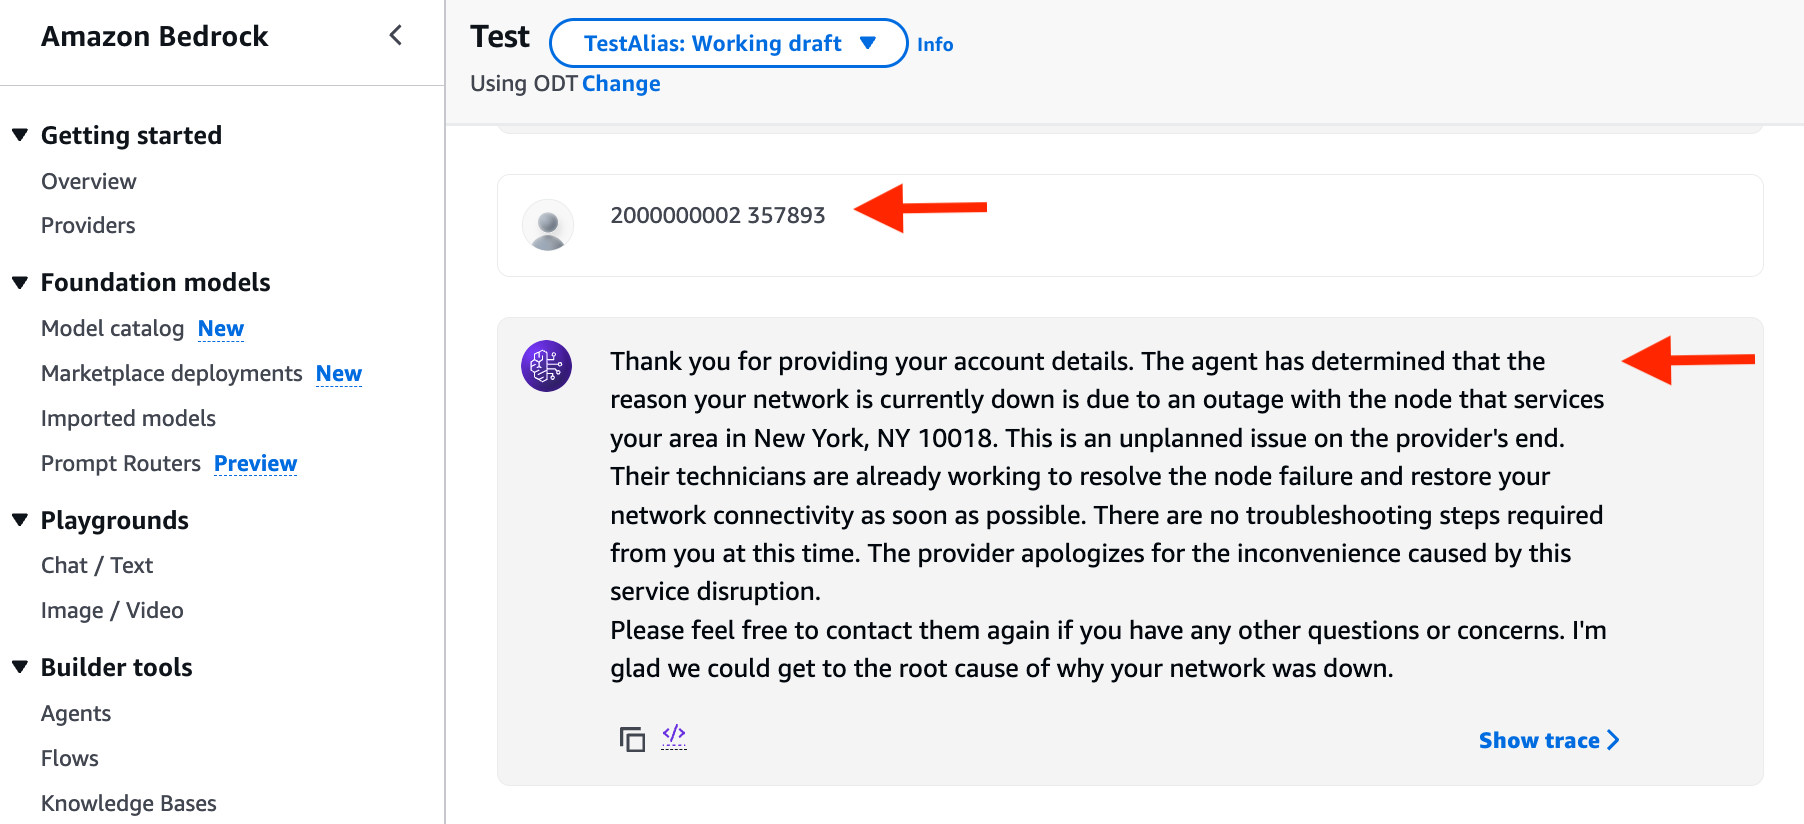 Amazon Bedrock
Getting started
Overview
Providers
Foundation models
Model catalog New
Marketplace deployments New
Imported models
Prompt Routers Preview
Playgrounds
Chat / Text
Image / Video
Builder tools
Agents
Flows
Knowledge Bases
Test TestAlias: Working draft Info
Using ODT Change
2000000002 357893
Thank you for providing your account details. The agent has determined that the
reason your network is currently down is due to an outage with the node that services
your area in New York, NY 10018. This is an unplanned issue on the provider's end.
Their technicians are already working to resolve the node failure and restore your
network connectivity as soon as possible. There are no troubleshooting steps required
from you at this time. The provider apologizes for the inconvenience caused by this
service disruption.
Please feel free to contact them again if you have any other questions or concerns. I'm
glad we could get to the root cause of why your network was down.
</> Show trace